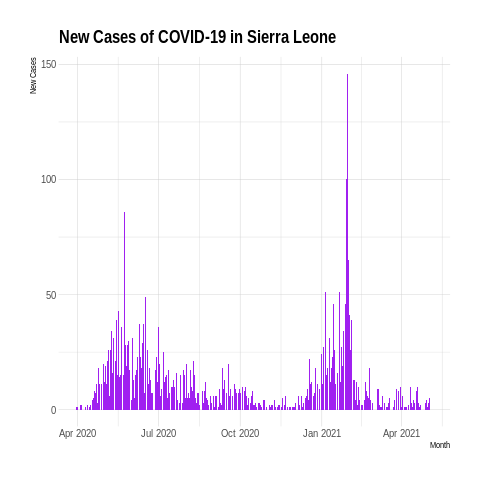 New Cases of COVID-19 in Sierra Leone
New Cases
150
100
50
0
Apr 2020 Jul 2020 Oct 2020 Jan 2021 Apr 2021
Month